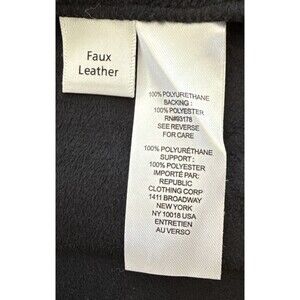 Faux
Leather
100% POLYURETHANE
BACKING :
100% POLYESTER
RN#93178
SEE REVERSE
FOR CARE
100% POLYURÉTHANE
SUPPORT :
100% POLYESTER
IMPORTÉ PAR:
REPUBLIC
CLOTHING CORP
1411 BROADWAY
NEW YORK
NY 10018 USA
ENTRETIEN
AU VERSO